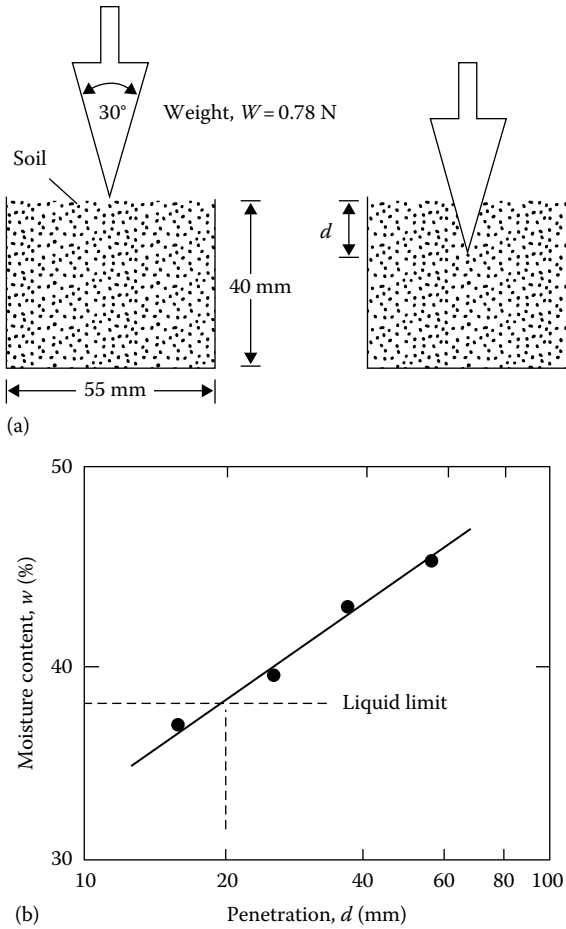 30°
Weight, W = 0.78 N
Soil
d
40 mm
55 mm
(a)
50
40
30
Moisture content, w (%)
Liquid limit
10 20 40 60 80 100
(b) Penetration, d (mm)